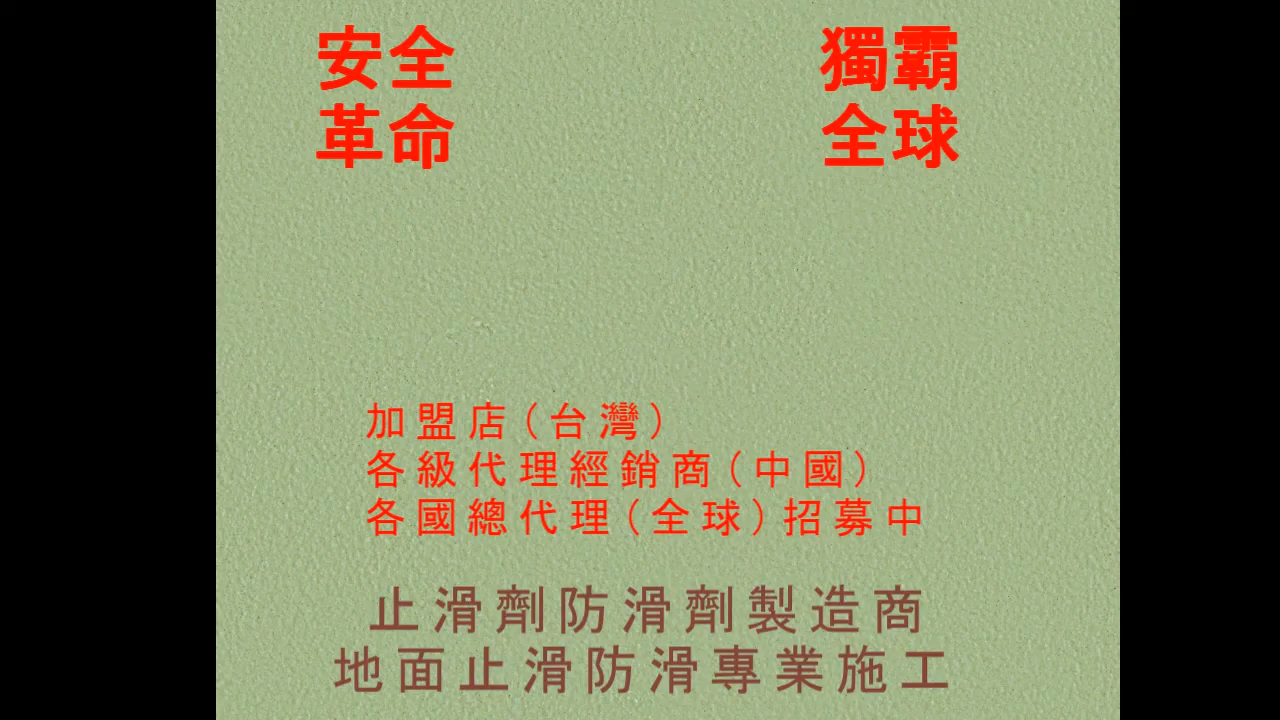 安全
革命
獨霸
全球
加盟店(台灣)
各級代理經銷商(中國)
各國總代理(全球)招募中
止滑劑防滑劑製造商
地面止滑防滑專業施工